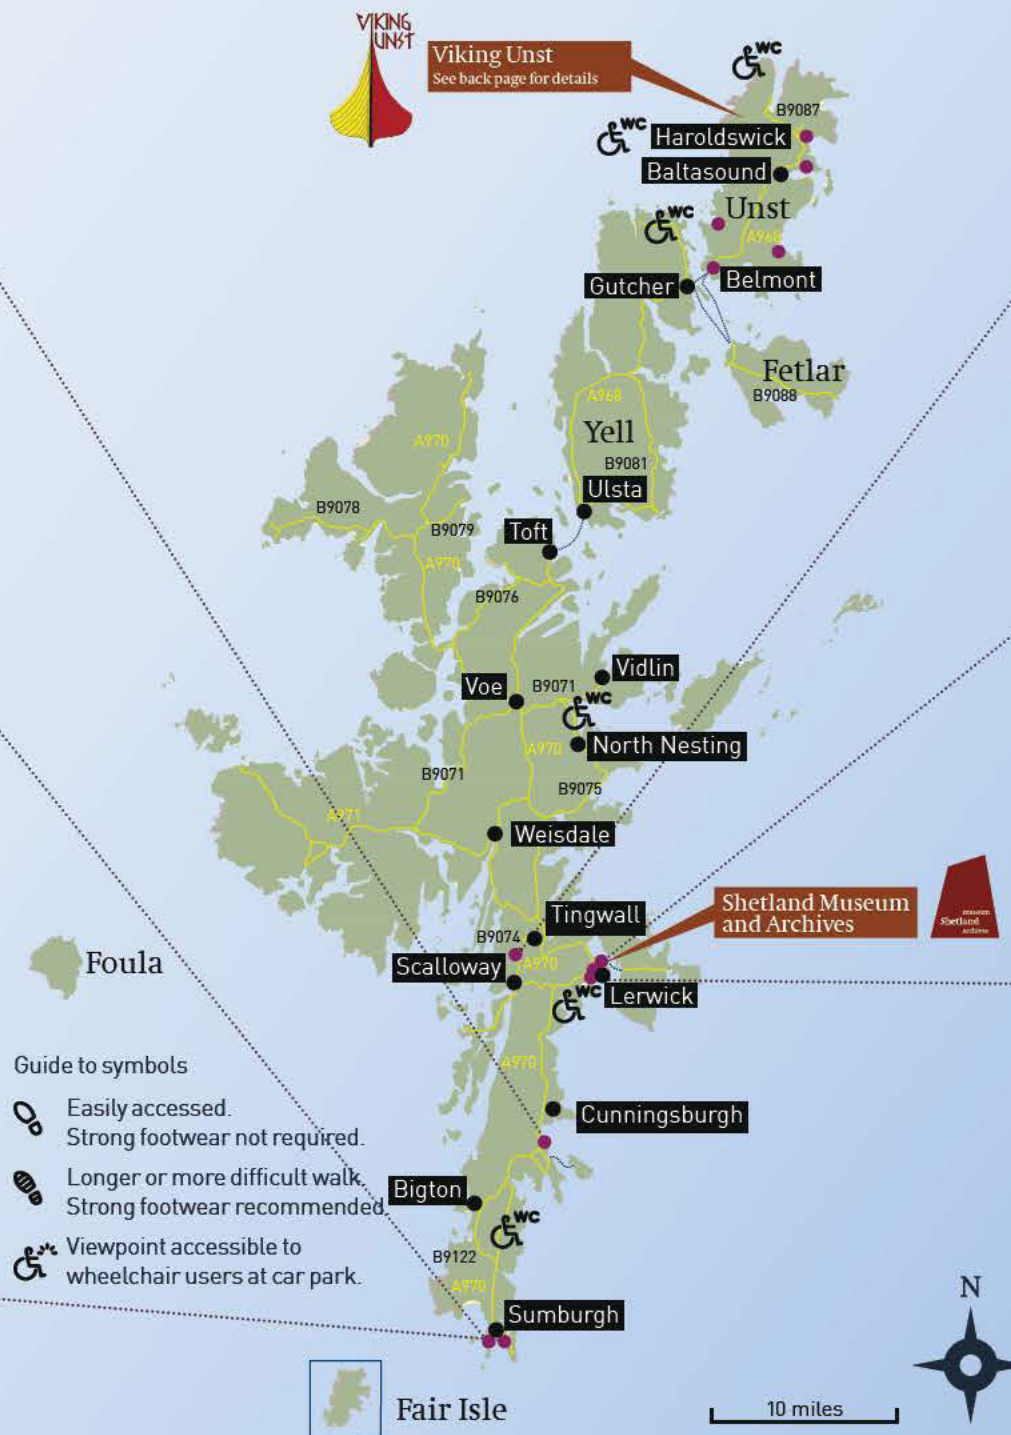 VIKING
UNST
Viking Unst
See back page for details
WC
B9087
WC
Haroldswick
Baltasound
WC
Unst
A968
Gutcher
Belmont
Fetlar
B9088
A968
Yell
A970
B9081
Ulsta
B9078
B9079
Toft
A970
B9076
Vidlin
Voe
B9071
WC
A970
North Nesting
B9071
B9075
A971
Weisdale
Shetland Museum
and Archives
museum
Shetland
archives
Tingwall
B9074
A970
Foula
Scalloway
WC
Lerwick
A970
Guide to symbols
Easily accessed.
Strong footwear not required.
Cunningsburgh
Longer or more difficult walk.
Strong footwear recommended
Bigton
WC
Viewpoint accessible to
wheelchair users at car park.
B9122
A970
Sumburgh
N
Fair Isle
10 miles